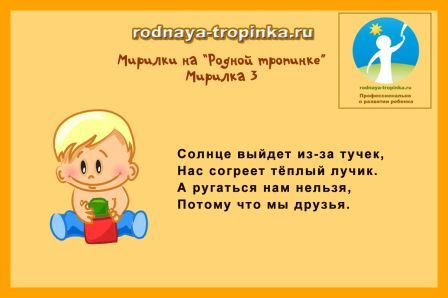 rodnaya-tropinka.ru
Мирилки на "Родной тропинке"
Мирилка 3
rodnaya-tropinka.ru
Профессионально
о развитии ребенка
Солнце выйдет из-за тучек,
Нас согреет тёплый лучик.
А ругаться нам нельзя,
Потому что мы друзья.